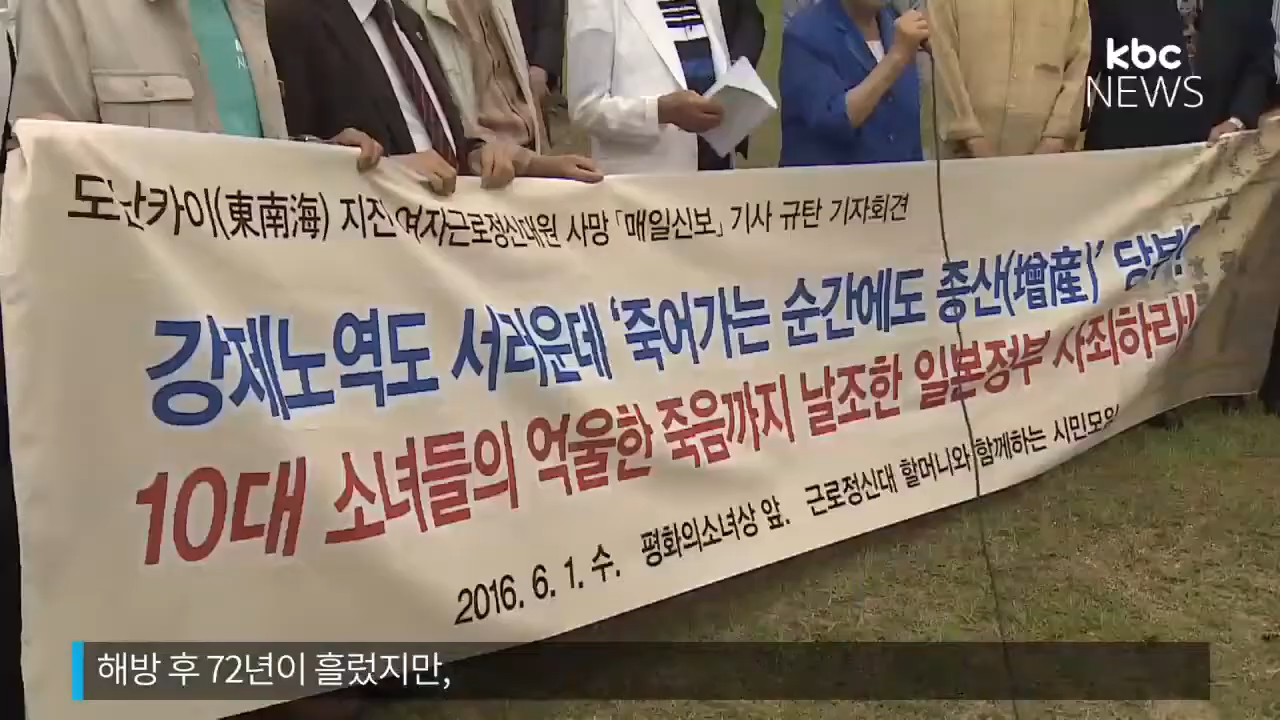 kbc
NEWS
도난카이(東南海) 지진 여자근로정신대원 사망 「매일신보」 기사 규탄 기자회견
강제노역도 서러운데 '죽어가는 순간에도 증산(增産)' 당부?
10대 소녀들의 억울한 죽음까지 날조한 일본정부 사죄하라!
2016. 6. 1. 수. 평화의소녀상 앞. 근로정신대 할머니와 함께하는 시민모임
해방 후 72년이 흘렀지만,